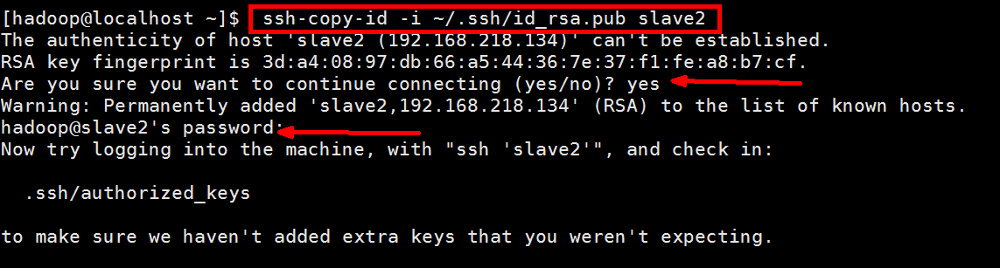 [hadoop@localhost ~]$ ssh-copy-id -i ~/.ssh/id_rsa.pub slave2
The authenticity of host 'slave2 (192.168.218.134)' can't be established.
RSA key fingerprint is 3d:a4:08:97:db:66:a5:44:36:7e:37:f1:fe:a8:b7:cf.
Are you sure you want to continue connecting (yes/no)? yes
Warning: Permanently added 'slave2,192.168.218.134' (RSA) to the list of known hosts.
hadoop@slave2's password:
Now try logging into the machine, with "ssh 'slave2'", and check in:
.ssh/authorized_keys
to make sure we haven't added extra keys that you weren't expecting.